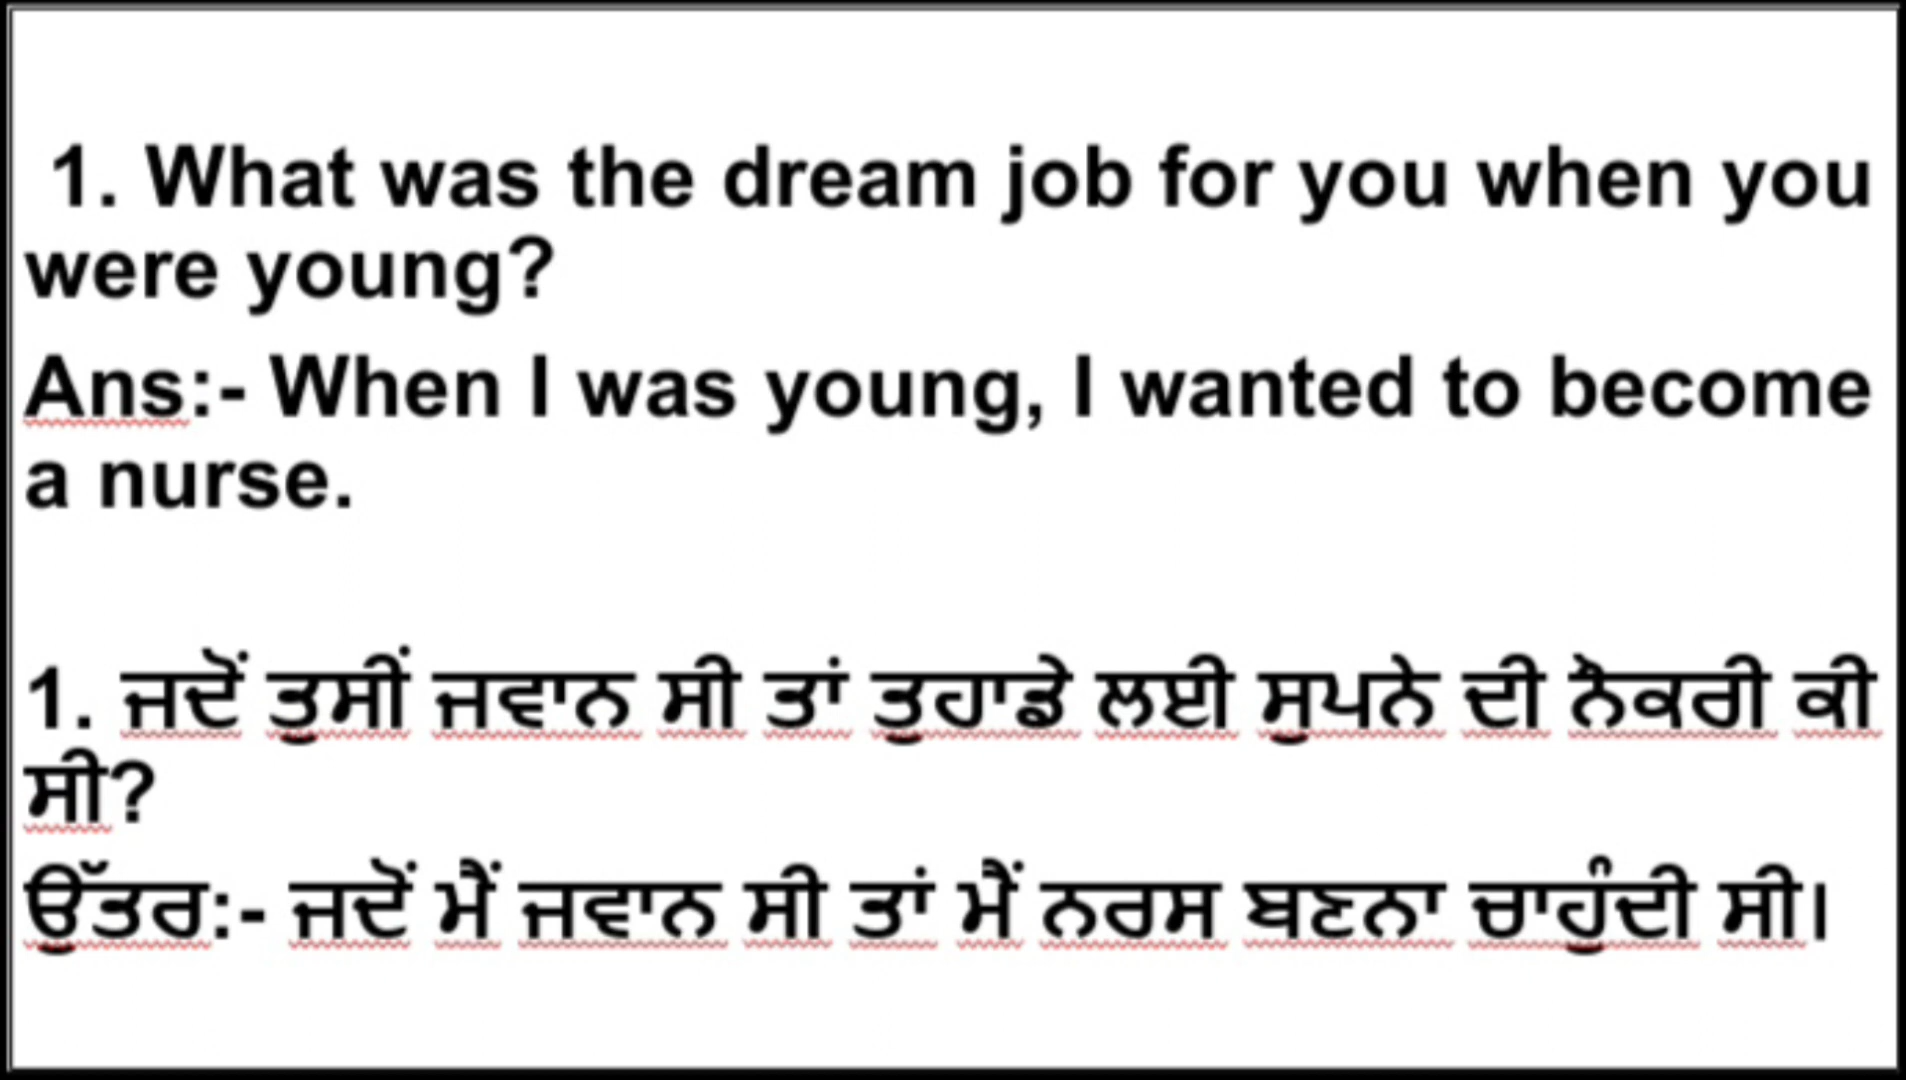 1. What was the dream job for you when you
were young?
Ans:- When I was young, I wanted to become
a nurse.
1. ਜਦੋਂ ਤੁਸੀਂ ਜਵਾਨ ਸੀ ਤਾਂ ਤੁਹਾਡੇ ਲਈ ਸੁਪਨੇ ਦੀ ਨੌਕਰੀ ਕੀ
ਸੀ?
ਉੱਤਰ:- ਜਦੋਂ ਮੈਂ ਜਵਾਨ ਸੀ ਤਾਂ ਮੈਂ ਨਰਸ ਬਣਨਾ ਚਾਹੁੰਦੀ ਸੀ।